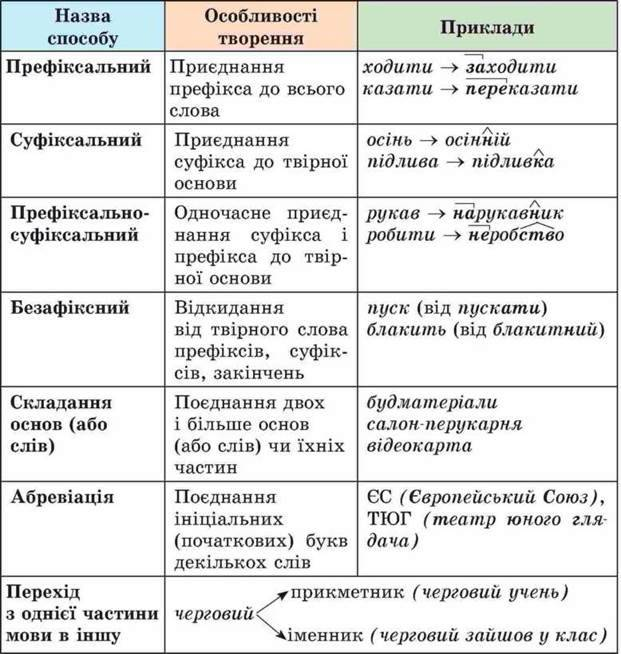 Назва
способу
Особливості
творення
Приклади
Префіксальний
Приєднання
префікса до всього
слова
ходити → заходити
казати → переказати
Суфіксальний
Приєднання
суфікса до твірної
основи
осінь → осінній
підлива → підливка
Префіксально-
суфіксальний
Одночасне приєд-
нання суфікса і
префікса до твір-
ної основи
рукав → нарукавник
робити → неробство
Безафіксний
Відкидання
від твірного слова
префіксів, суфік-
сів, закінчень
пуск (від пускати)
блакить (від блакитний)
Складання
основ (або
слів)
Поєднання двох
і більше основ
(або слів) чи їхніх
частин
будматеріали
салон-перукарня
відеокарта
Абревіація
Поєднання
ініціальних
(початкових) букв
декількох слів
ЄС (Європейський Союз),
ТЮГ (театр юного гля-
дача)
Перехід
з однієї частини
мови в іншу
прикметник (черговий учень)
черговий
іменник (черговий зайшов у клас)